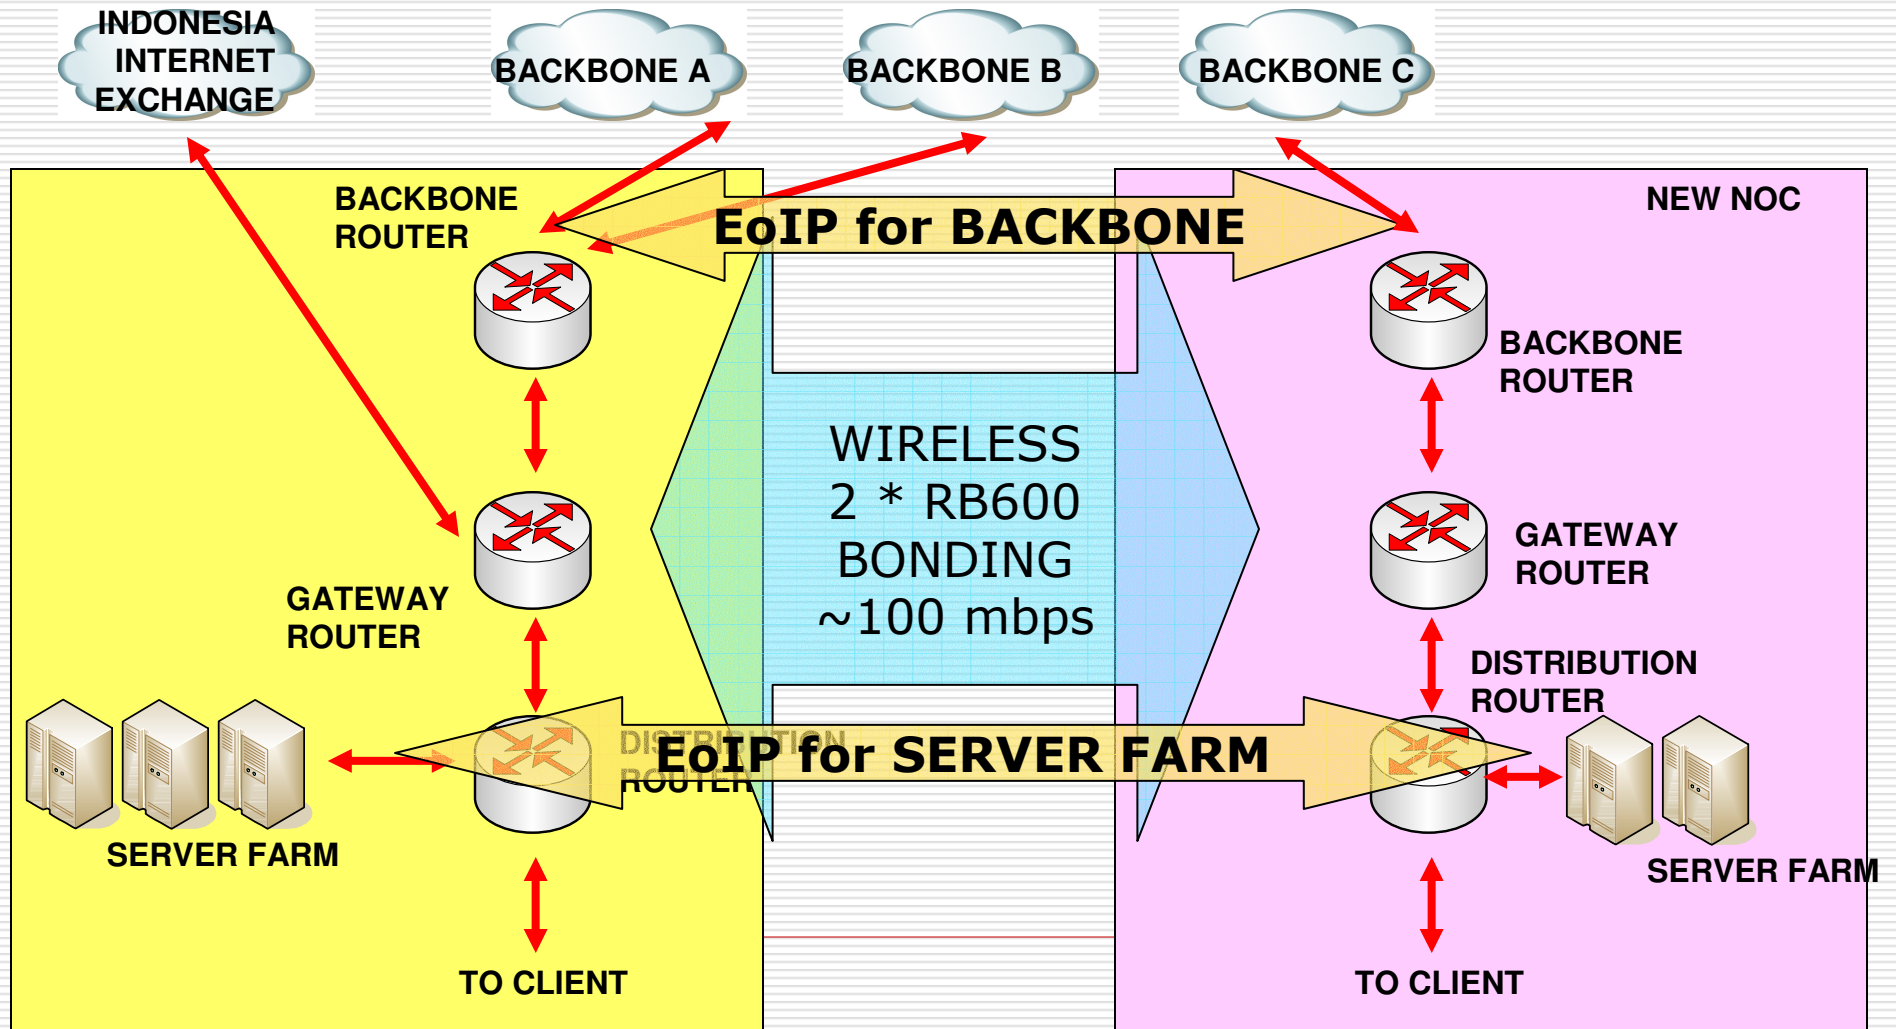 INDONESIA
INTERNET
EXCHANGE
BACKBONE A
BACKBONE B
BACKBONE C
BACKBONE
ROUTER
NEW NOC
EoIP for BACKBONE
BACKBONE
ROUTER
WIRELESS
2 * RB600
BONDING
~100 mbps
GATEWAY
ROUTER
GATEWAY
ROUTER
DISTRIBUTION
ROUTER
DISTRIBUTION
ROUTER
EoIP for SERVER FARM
SERVER FARM
SERVER FARM
TO CLIENT
TO CLIENT